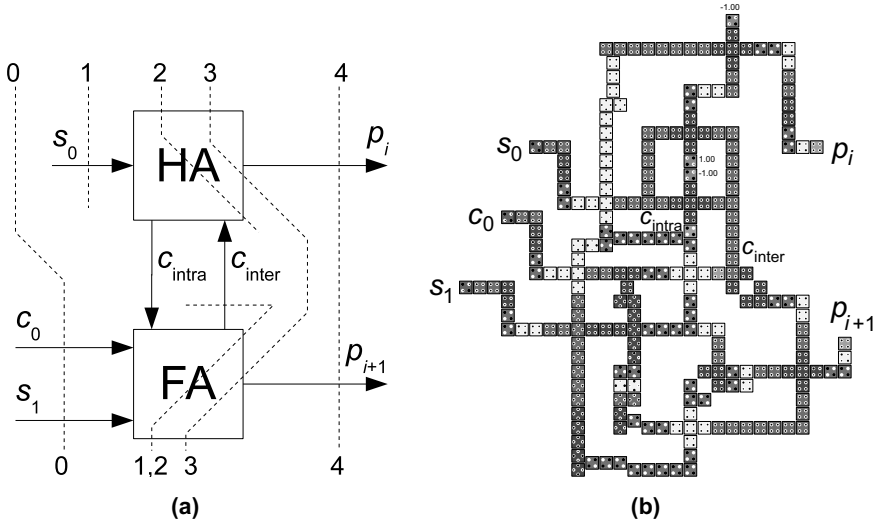 0
1
2
3
4
s0
HA
pi
cintra
cinter
c0
s1
FA
pi+1
0
1,2
3
4
(a)
-1.00
s0
pi
1.00
-1.00
c0
cintra
cinter
s1
pi+1
(b)